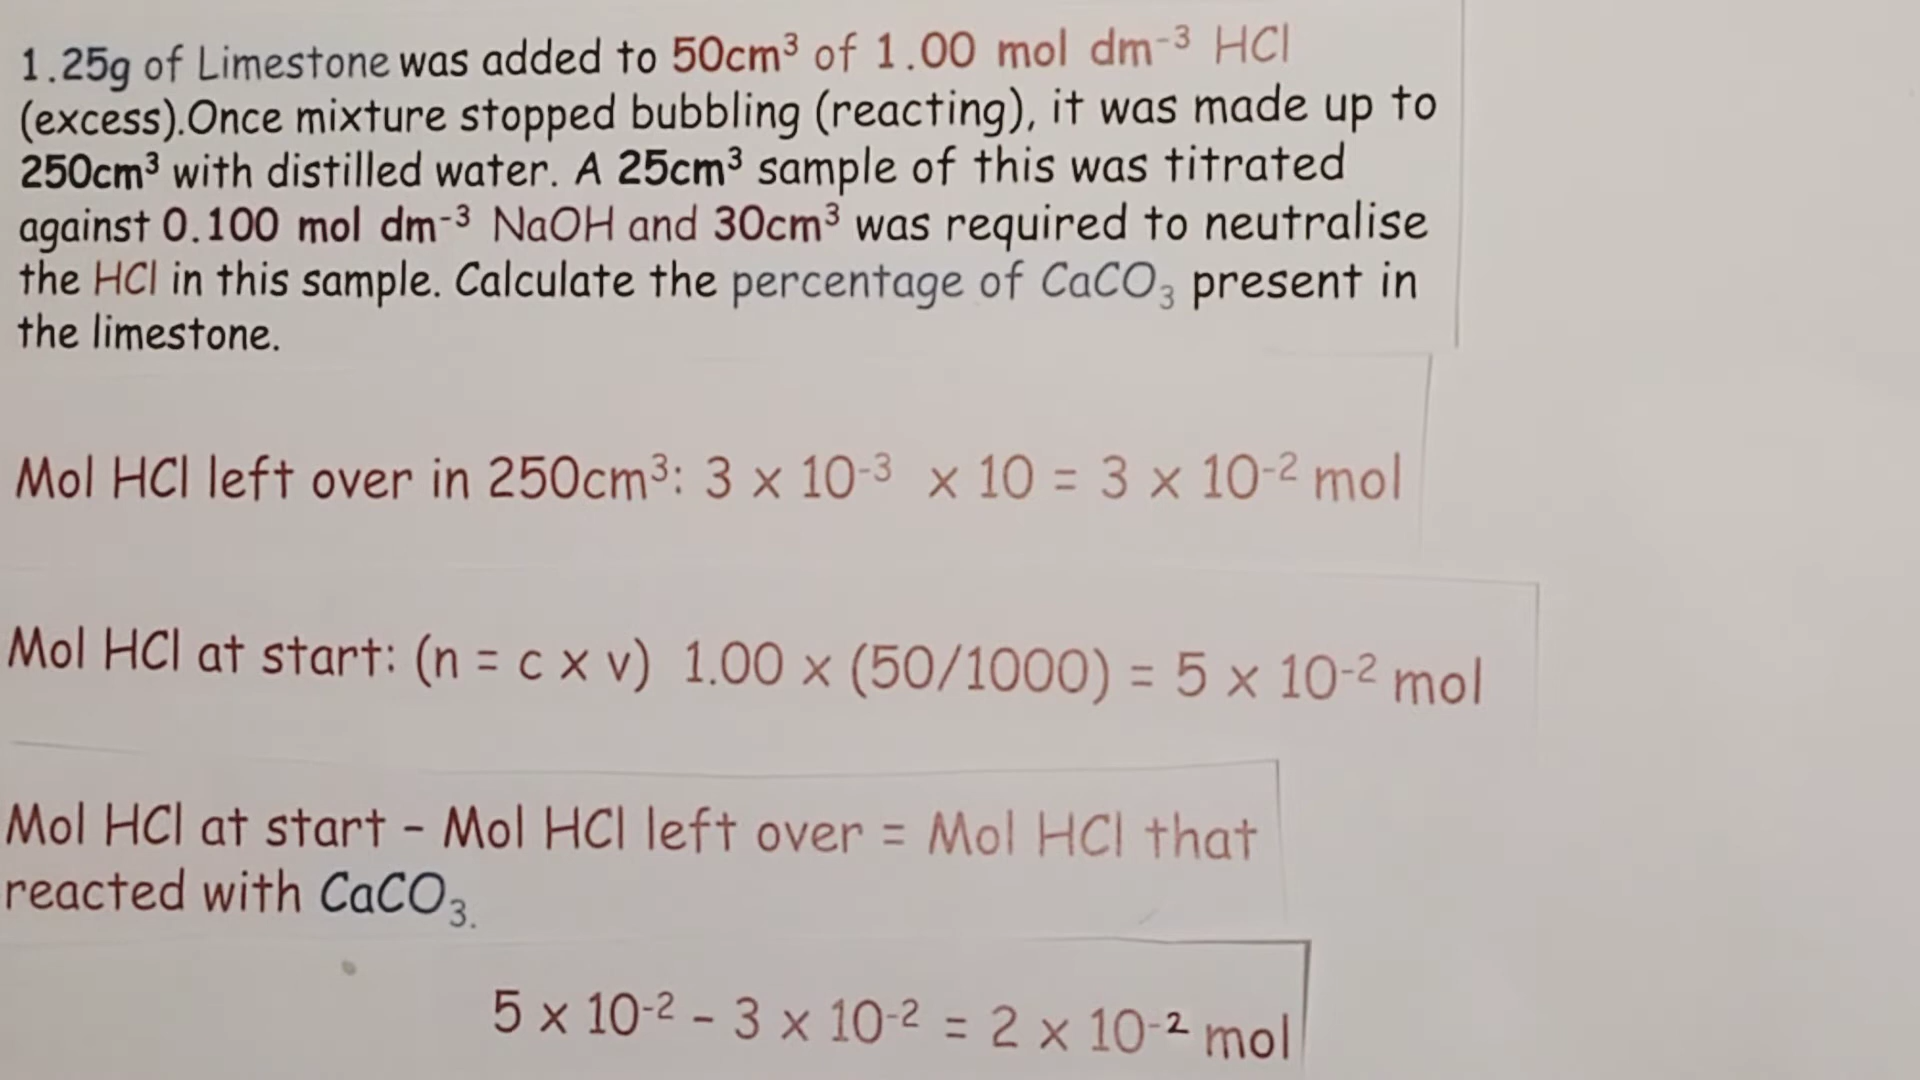 1.25g of Limestone was added to 50cm³ of 1.00 mol dm⁻³ HCl
(excess).Once mixture stopped bubbling (reacting), it was made up to
250cm³ with distilled water. A 25cm³ sample of this was titrated
against 0.100 mol dm⁻³ NaOH and 30cm³ was required to neutralise
the HCl in this sample. Calculate the percentage of CaCO₃ present in
the limestone.
Mol HCl left over in 250cm³: 3 x 10⁻³ x 10 = 3 x 10⁻² mol
Mol HCl at start: (n = c x v) 1.00 x (50/1000) = 5 x 10⁻² mol
Mol HCl at start - Mol HCl left over = Mol HCl that
reacted with CaCO₃.
5 x 10⁻² - 3 x 10⁻² = 2 x 10⁻² mol